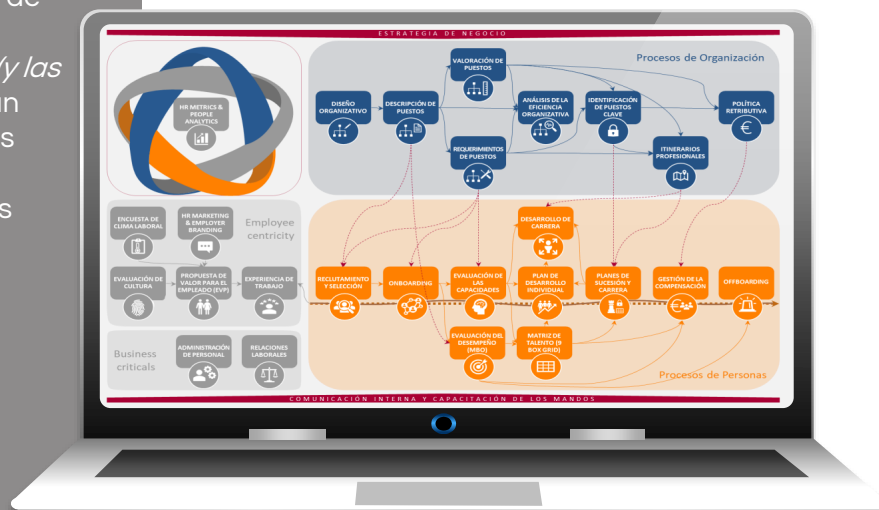 de
y las
un
s
s
ESTRATEGIA DE NEGOCIO
HR METRICS &
PEOPLE
ANALYTICS
Procesos de Organización
VALORACIÓN DE
PUESTOS
DISEÑO
ORGANIZATIVO
DESCRIPCIÓN DE
PUESTOS
ANÁLISIS DE LA
EFICIENCIA
ORGANIZATIVA
IDENTIFICACIÓN
DE PUESTOS
CLAVE
POLÍTICA
RETRIBUTIVA
REQUERIMIENTOS
DE PUESTOS
ITINERARIOS
PROFESIONALES
ENCUESTA DE
CLIMA LABORAL
HR MARKETING
& EMPLOYER
BRANDING
Employee
centricity
EVALUACIÓN DE
CULTURA
PROPUESTA DE
VALOR PARA EL
EMPLEADO (EVP)
EXPERIENCIA DE
TRABAJO
DESARROLLO DE
CARRERA
RECLUTAMIENTO
Y SELECCIÓN
ONBOARDING
EVALUACIÓN DE
LAS
CAPACIDADES
PLAN DE
DESARROLLO
INDIVIDUAL
PLANES DE
SUCESIÓN Y
CARRERA
GESTIÓN DE LA
COMPENSACIÓN
OFFBOARDING
Business
criticals
ADMINISTRACIÓN
DE PERSONAL
RELACIONES
LABORALES
EVALUACIÓN DEL
DESEMPEÑO
(MBO)
MATRIZ DE
TALENTO (9
BOX GRID)
Procesos de Personas
COMUNICACIÓN INTERNA Y CAPACITACIÓN DE LOS MANDOS